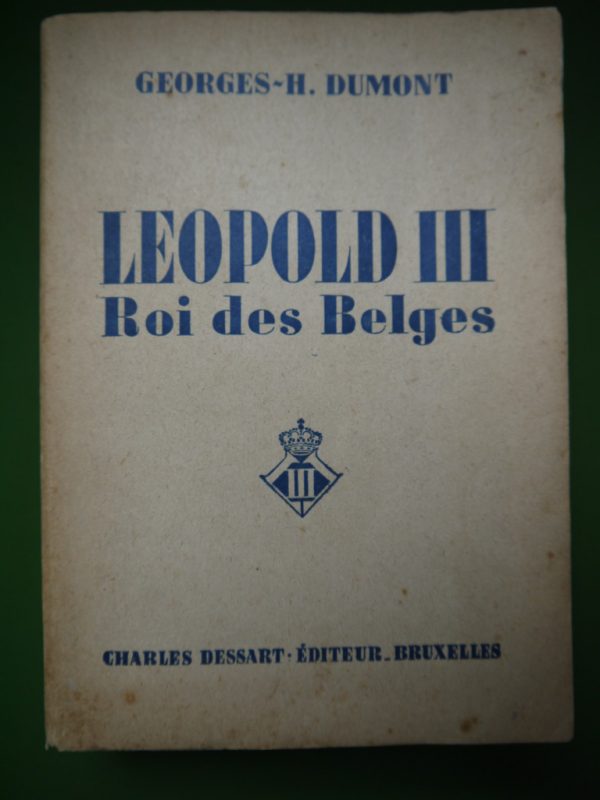 GEORGES-H. DUMONT
LEOPOLD III
Roi des Belges
III
CHARLES DESSART · ÉDITEUR - BRUXELLES